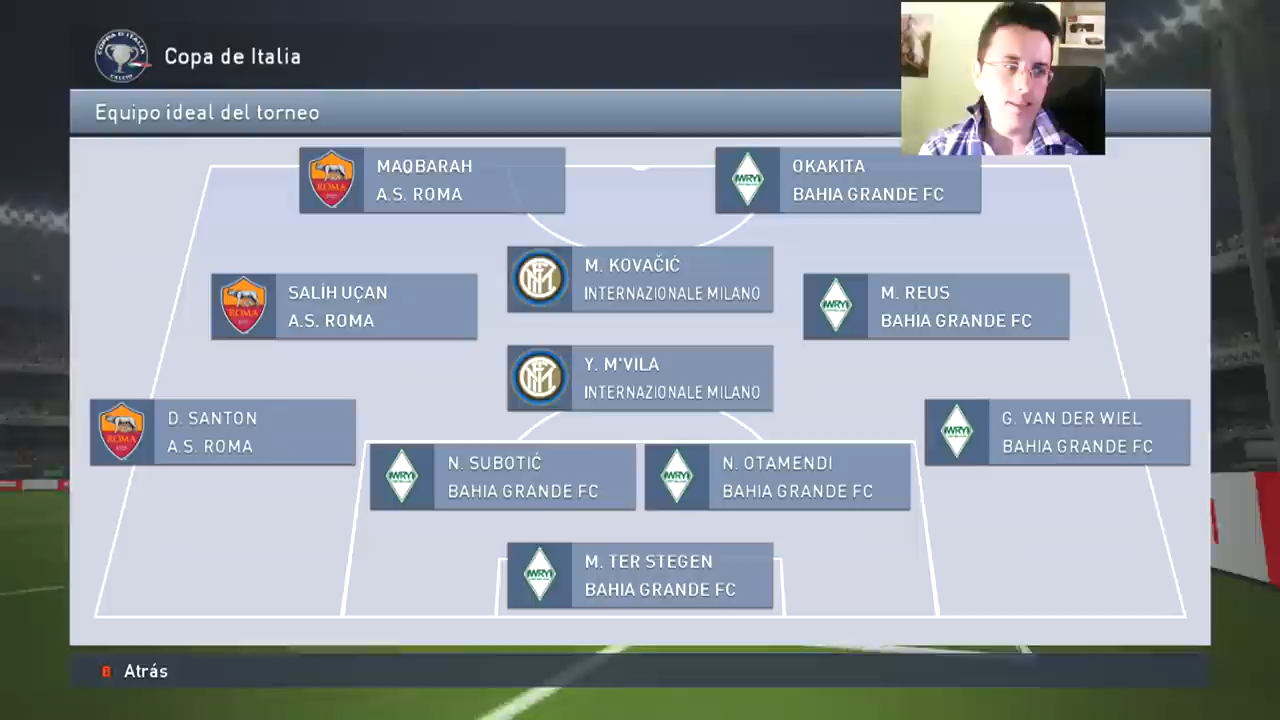 Copa de Italia
Equipo ideal del torneo
MAQBARAH
A.S. ROMA
OKAKITA
BAHIA GRANDE FC
M. KOVAČIĆ
INTERNAZIONALE MILANO
SALİH UÇAN
A.S. ROMA
M. REUS
BAHIA GRANDE FC
Y. M'VILA
INTERNAZIONALE MILANO
D. SANTON
A.S. ROMA
G. VAN DER WIEL
BAHIA GRANDE FC
N. SUBOTIĆ
BAHIA GRANDE FC
N. OTAMENDI
BAHIA GRANDE FC
M. TER STEGEN
BAHIA GRANDE FC
Atrás